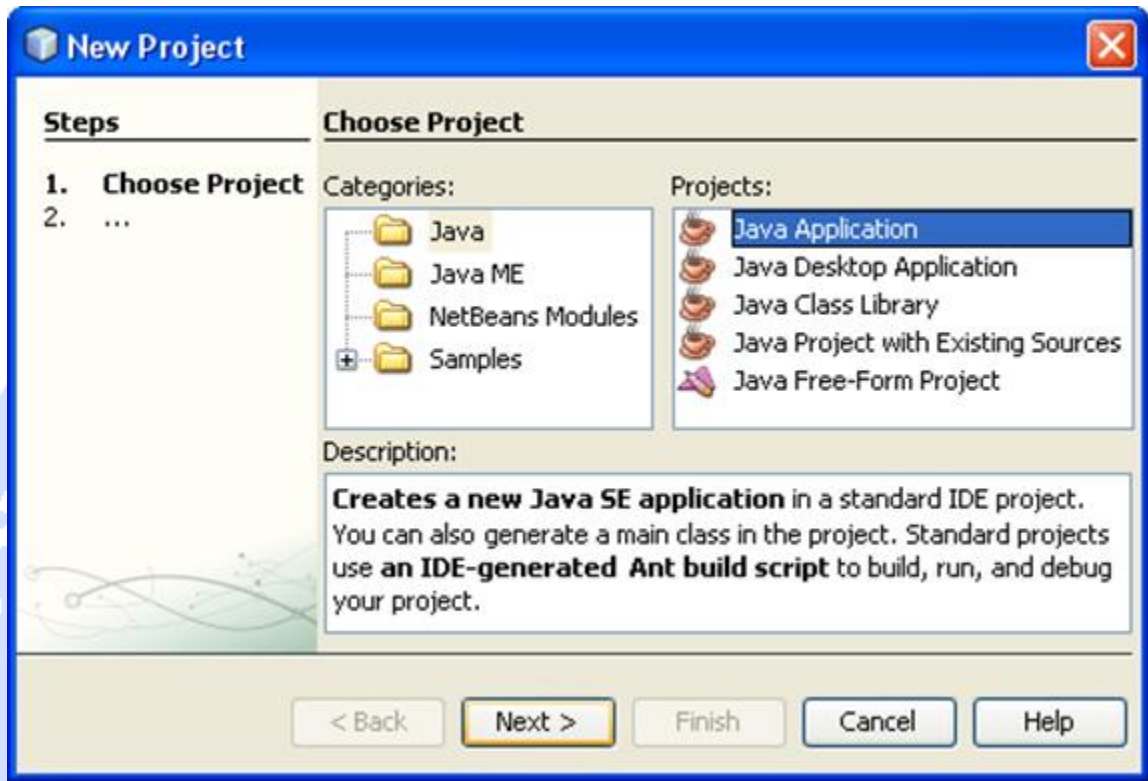 New Project
Steps
1. Choose Project
2. ...
Choose Project
Categories:
Java
Java ME
NetBeans Modules
Samples
Projects:
Java Application
Java Desktop Application
Java Class Library
Java Project with Existing Sources
Java Free-Form Project
Description:
Creates a new Java SE application in a standard IDE project.
You can also generate a main class in the project. Standard projects
use an IDE-generated Ant build script to build, run, and debug
your project.
< Back
Next >
Finish
Cancel
Help